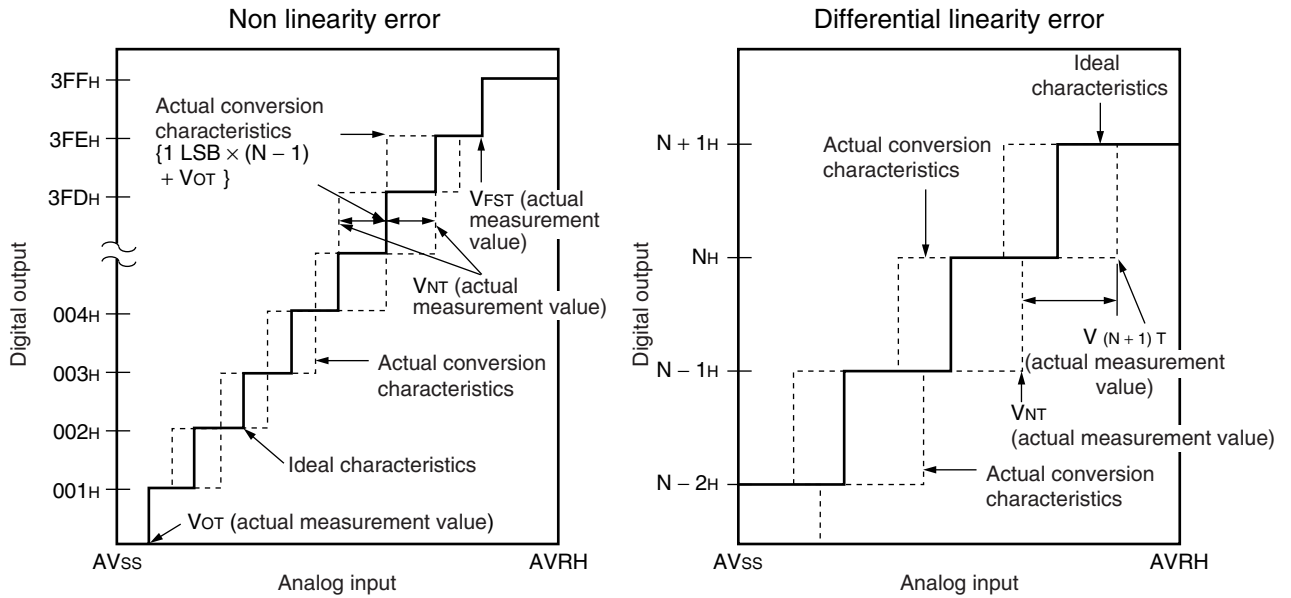 Non linearity error
3FFH
3FEH
3FDH
004H
003H
002H
001H
Digital output
Actual conversion
characteristics
{1 LSB × (N − 1)
+ VOT }
VFST (actual
measurement
value)
VNT (actual
measurement value)
Actual conversion
characteristics
Ideal characteristics
VOT (actual measurement value)
AVSS
AVRH
Analog input
Differential linearity error
N + 1H
NH
N − 1H
N − 2H
Digital output
Ideal
characteristics
Actual conversion
characteristics
V (N + 1) T
(actual measurement
value)
VNT
(actual measurement value)
Actual conversion
characteristics
AVSS
AVRH
Analog input